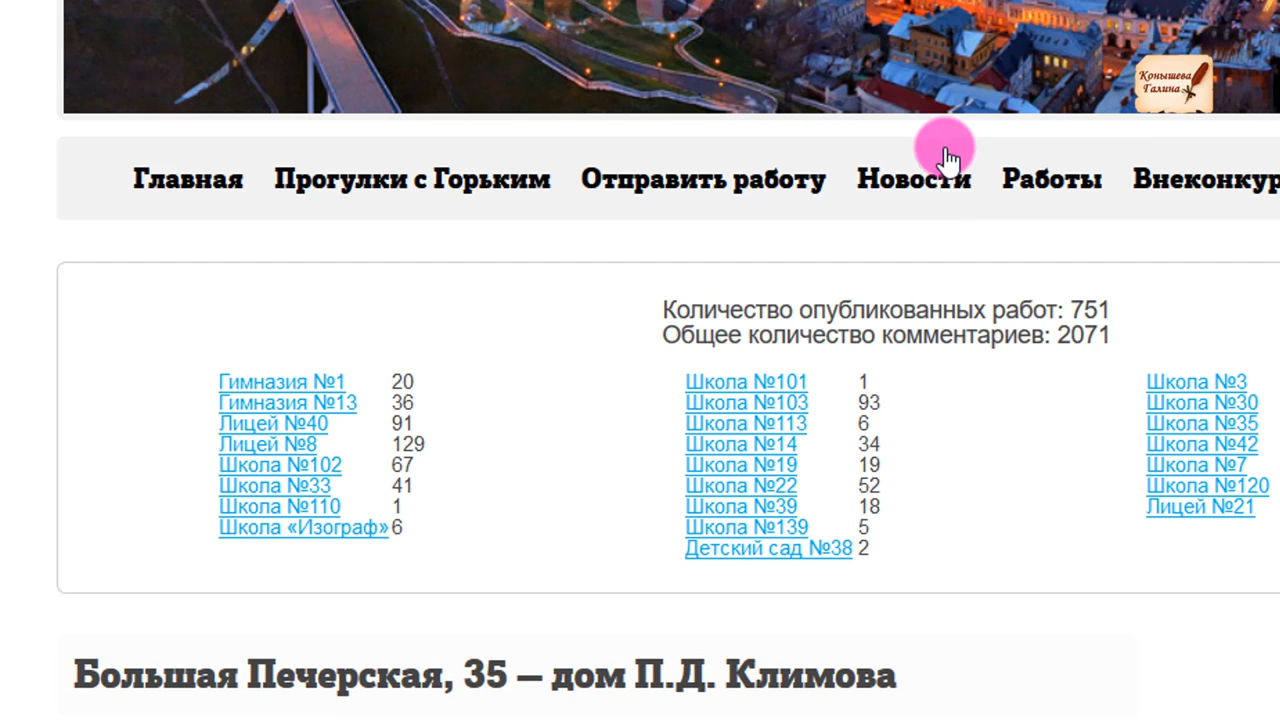 Конышева
Галина
Главная Прогулки с Горьким Отправить работу Новости Работы Внеконкур
Количество опубликованных работ: 751
Общее количество комментариев: 2071
Гимназия №1 20
Гимназия №13 36
Лицей №40 91
Лицей №8 129
Школа №102 67
Школа №33 41
Школа №110 1
Школа «Изограф» 6
Школа №101 1
Школа №103 93
Школа №113 6
Школа №14 34
Школа №19 19
Школа №22 52
Школа №39 18
Школа №139 5
Детский сад №38 2
Школа №3
Школа №30
Школа №35
Школа №42
Школа №7
Школа №120
Лицей №21
Большая Печерская, 35 – дом П.Д. Климова